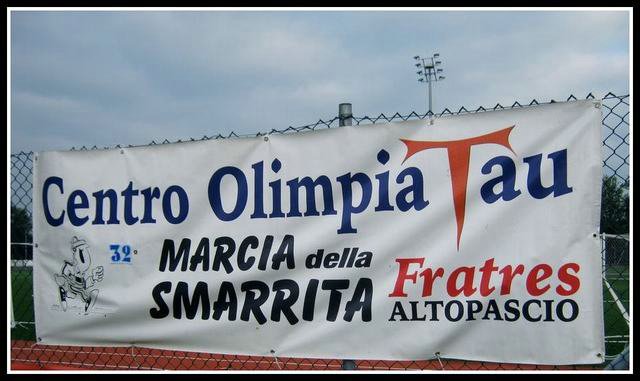 Centro Olimpia Tau
32°
MARCIA della
SMARRITA
Fratres
ALTOPASCIO